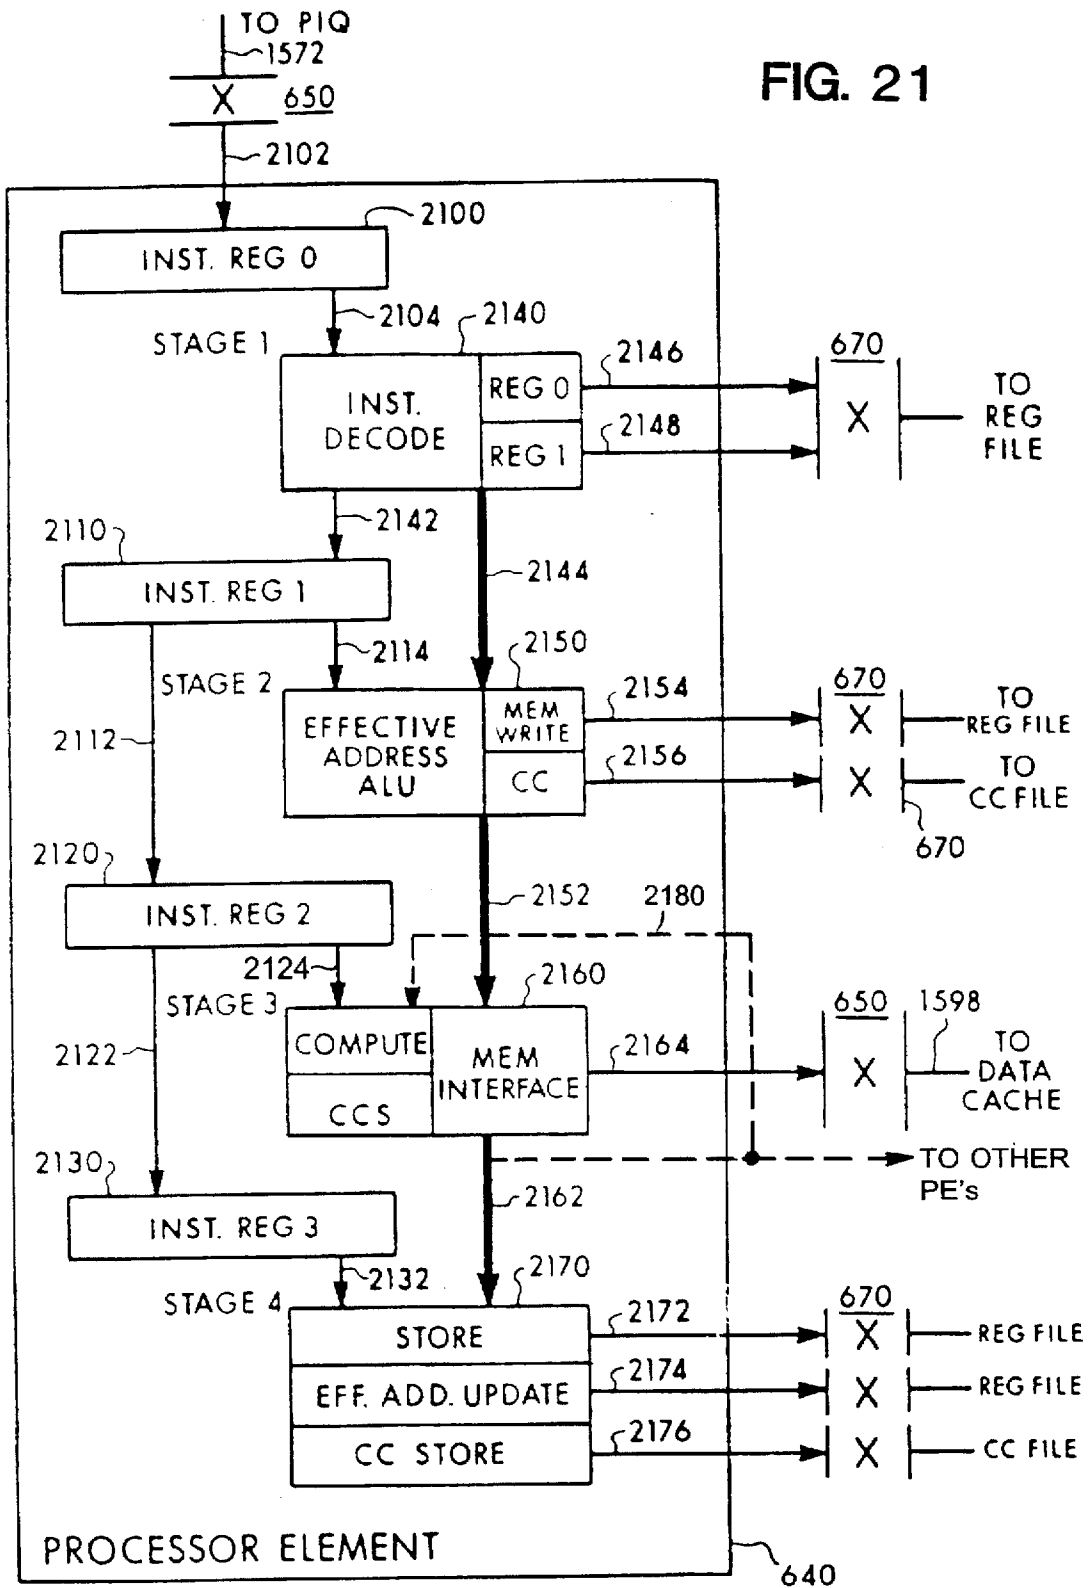 TO PIQ
1572
FIG. 21
X
650
2102
2100
INST. REG 0
2104
2140
STAGE 1
2146
670
REG 0
INST.
DECODE
REG 1
2148
X
TO
REG
FILE
2142
2110
INST. REG 1
2144
2114
2150
STAGE 2
2154
670
EFFECTIVE
ADDRESS
ALU
MEM
WRITE
X
TO
REG FILE
2112
2156
CC
X
TO
CC FILE
670
2120
INST. REG 2
2152
2180
2124
2160
STAGE 3
650
1598
COMPUTE
2164
MEM
INTERFACE
X
TO
DATA
CACHE
2122
CCS
2130
TO OTHER
PE's
2162
INST. REG 3
2132
2170
STAGE 4
2172
670
STORE
X
REG FILE
2174
EFF. ADD. UPDATE
X
REG FILE
2176
CC STORE
X
CC FILE
PROCESSOR ELEMENT
640